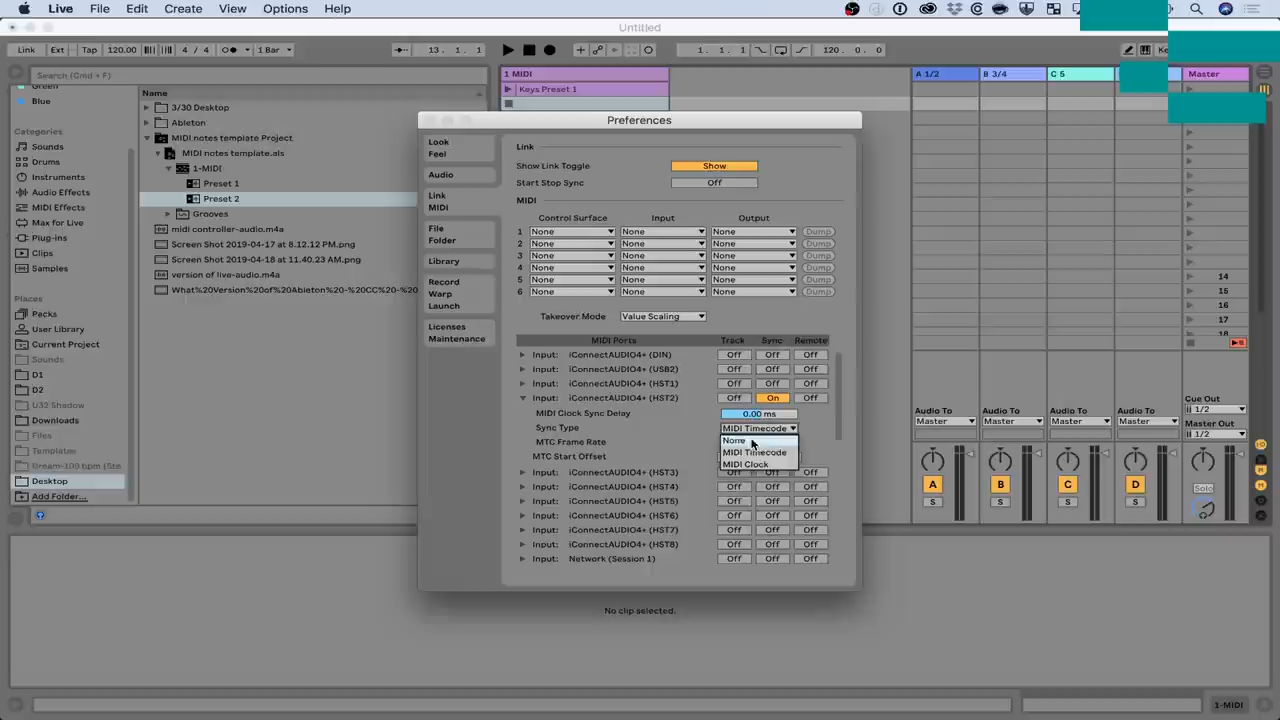 Live File Edit Create View Options Help
Untitled
Link Ext Tap 120.00 4 / 4 1 Bar 13. 1. 1 1. 1. 1 120. 0. 0
Search (Cmd + F)
Blue
Categories
Sounds
Drums
Instruments
Audio Effects
MIDI Effects
Max for Live
Plug-ins
Clips
Samples
Places
Packs
User Library
Current Project
Sounds
D1
D2
U32 Shadow
Downloads
Files
Templates
Dream-100 bpm (Ste
Desktop
Add Folder...
Name
3/30 Desktop
Ableton
MIDI notes template Project
MIDI notes template.als
1-MIDI
Preset 1
Preset 2
Grooves
midi controller-audio.m4a
Screen Shot 2019-04-17 at 8.12.12 PM.png
Screen Shot 2019-04-18 at 11.40.23 AM.png
version of live-audio.m4a
What%20Version%20of%20Ableton%20-%20CC%20-%20
1 MIDI
Keys Preset 1
A 1/2 B 3/4 C 5 Master
14
15
16
17
18
Preferences
Look
Feel
Audio
Link
MIDI
File
Folder
Library
Record
Warp
Launch
Licenses
Maintenance
Link
Show Link Toggle Show
Start Stop Sync Off
MIDI
Control Surface Input Output
1 None None None Dump
2 None None None Dump
3 None None None Dump
4 None None None Dump
5 None None None Dump
6 None None None Dump
Takeover Mode Value Scaling
MIDI Ports Track Sync Remote
Input: iConnectAUDIO4+ (DIN) Off Off Off
Input: iConnectAUDIO4+ (USB2) Off Off Off
Input: iConnectAUDIO4+ (HST1) Off Off Off
Input: iConnectAUDIO4+ (HST2) Off On Off
MIDI Clock Sync Delay 0.00 ms
Sync Type MIDI Timecode
MTC Frame Rate
MTC Start Offset
None
MIDI Timecode
MIDI Clock
Input: iConnectAUDIO4+ (HST3) Off Off Off
Input: iConnectAUDIO4+ (HST4) Off Off Off
Input: iConnectAUDIO4+ (HST5) Off Off Off
Input: iConnectAUDIO4+ (HST6) Off Off Off
Input: iConnectAUDIO4+ (HST7) Off Off Off
Input: iConnectAUDIO4+ (HST8) Off Off Off
Input: Network (Session 1) Off Off Off
Audio To Audio To Audio To Audio To
Master Master Master Master
Cue Out
1/2
Master Out
1/2
A B C D Solo
S S S S
No clip selected.
1-MIDI